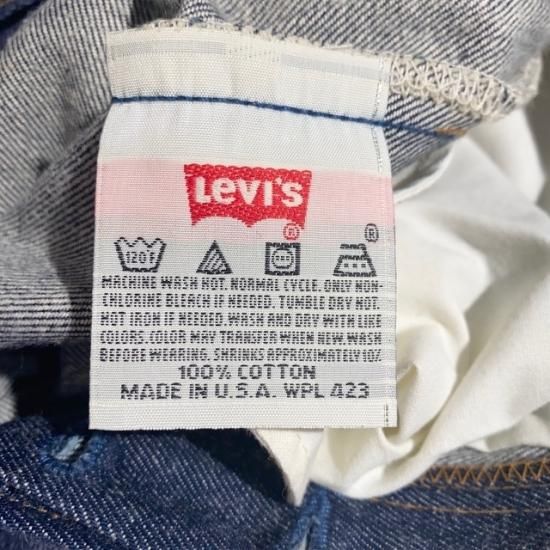 LEVI'S
®
®
120F
MACHINE WASH HOT. NORMAL CYCLE. ONLY NON-
CHLORINE BLEACH IF NEEDED. TUMBLE DRY HOT.
HOT IRON IF NEEDED. WASH AND DRY WITH LIKE
COLORS. COLOR MAY TRANSFER WHEN NEW. WASH
BEFORE WEARING. SHRINKS APPROXIMATELY 10%
100% COTTON
MADE IN U.S.A. WPL 423